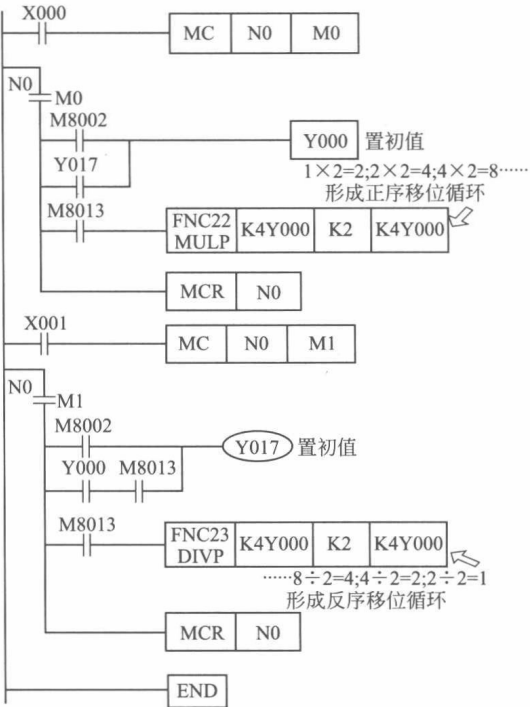 X000
MC N0 M0
N0
M0
M8002
Y000 置初值
Y017
1×2=2;2×2=4;4×2=8……
形成正序移位循环
M8013
FNC22 MULP K4Y000 K2 K4Y000
MCR N0
X001
MC N0 M1
N0
M1
M8002
Y017 置初值
Y000 M8013
M8013
FNC23 DIVP K4Y000 K2 K4Y000
……8÷2=4;4÷2=2;2÷2=1
形成反序移位循环
MCR N0
END